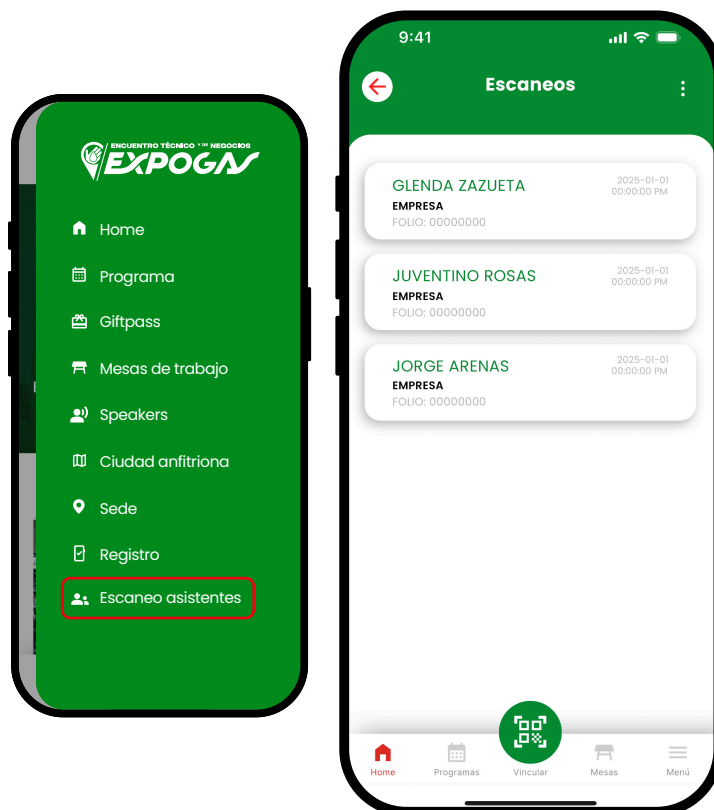 ENCUENTRO TÉCNICO Y DE NEGOCIOS
EXPOGAS
Home
Programa
Giftpass
Mesas de trabajo
Speakers
Ciudad anfitriona
Sede
Registro
Escaneo asistentes
9:41
Escaneos
GLENDA ZAZUETA
2025-01-01
00:00:00 PM
EMPRESA
FOLIO: 00000000
JUVENTINO ROSAS
2025-01-01
00:00:00 PM
EMPRESA
FOLIO: 00000000
JORGE ARENAS
2025-01-01
00:00:00 PM
EMPRESA
FOLIO: 00000000
Home
Programas
Vincular
Mesas
Menú